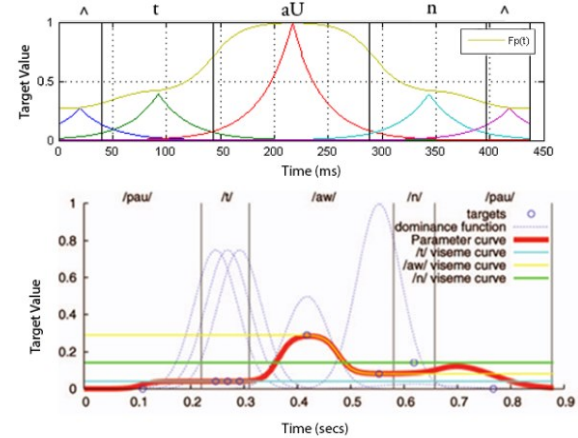 ^ t aU n ^
Target Value
1
0.5
0
Fp(t)
0 50 100 150 200 250 300 350 400 450
Time (ms)
/pau/ /t/ /aw/ /n/ /pau/
Target Value
1
0.8
0.6
0.4
0.2
0
targets
dominance function
Parameter curve
/t/ viseme curve
/aw/ viseme curve
/n/ viseme curve
0 0.1 0.2 0.3 0.4 0.5 0.6 0.7 0.8
Time (secs)